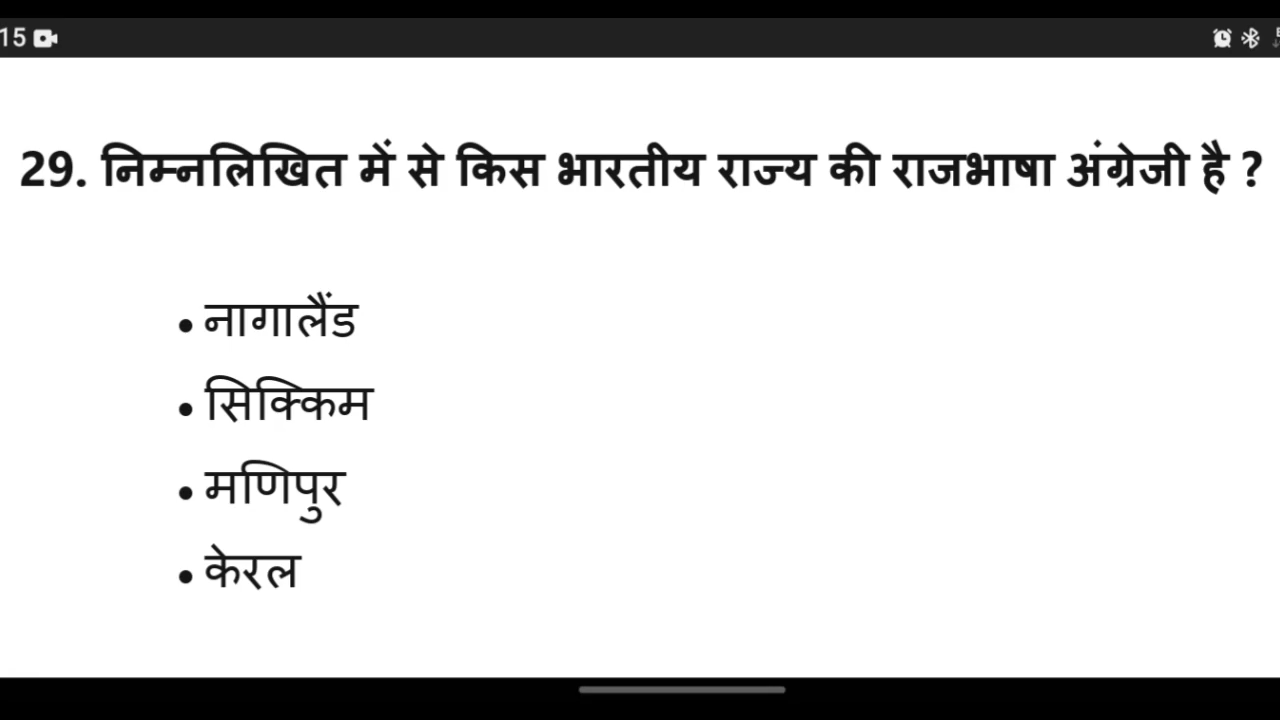 15
29. निम्नलिखित में से किस भारतीय राज्य की राजभाषा अंग्रेजी है ?
• नागालैंड
• सिक्किम
• मणिपुर
• केरल